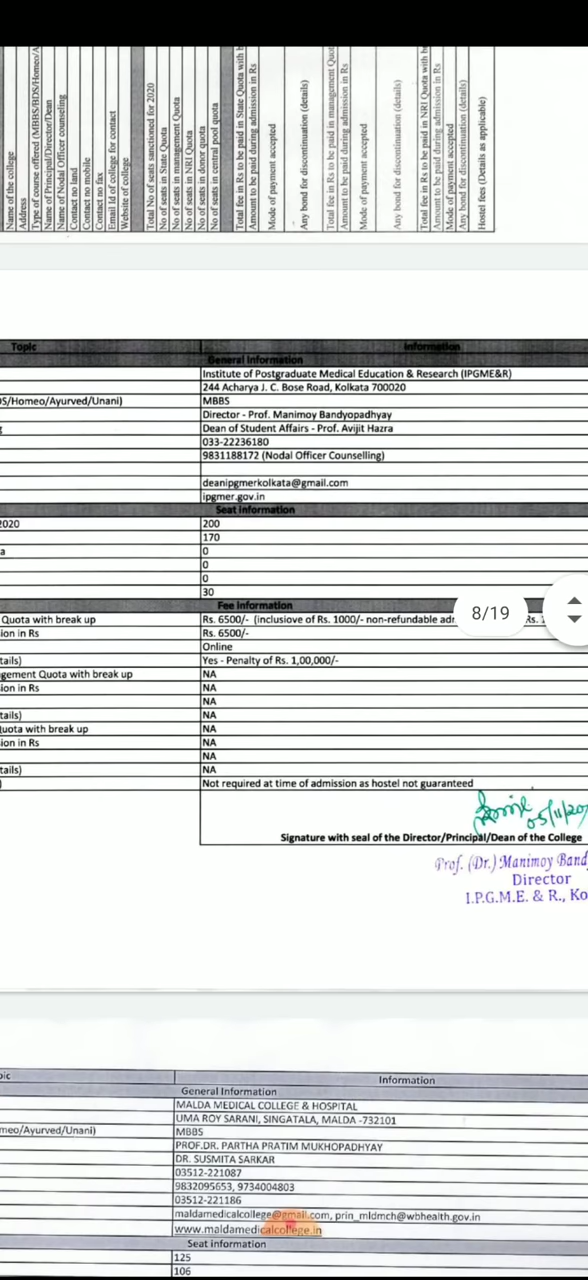 Name of the college
Address
Type of course offered (MBBS/BDS/Homeo/A
Name of Principal/Director/Dean
Name of Nodal Officer counseling
Contact no land
Contact no mobile
Contact no fax
Email Id of college for contact
Website of college
Total No of seats sanctioned for 2020
No of seats in State Quota
No of seats in management Quota
No of seats in NRI Quota
No of seats in donor quota
No of seats in central pool quota
Total fee in Rs to be paid in State Quota with b
Amount to be paid during admission in Rs
Mode of payment accepted
Any bond for discontinuation (details)
Total fee in Rs to be paid in management Quot
Amount to be paid during admission in Rs
Mode of payment accepted
Any bond for discontinuation (details)
Total fee in Rs to be paid in NRI Quota with b
Amount to be paid during admission in Rs
Mode of payment accepted
Any bond for discontinuation (details)
Hostel fees (Details as applicable)
Topic Information
General Information
Institute of Postgraduate Medical Education & Research (IPGME&R)
244 Acharya J. C. Bose Road, Kolkata 700020
S/Homeo/Ayurved/Unani) MBBS
Director - Prof. Manimoy Bandyopadhyay
g Dean of Student Affairs - Prof. Avijit Hazra
033-22236180
9831188172 (Nodal Officer Counselling)
deanipgmerkolkata@gmail.com
ipgmer.gov.in
Seat Information
2020 200
170
a 0
0
0
30
Fee Information
Quota with break up Rs. 6500/- (inclusiove of Rs. 1000/- non-refundable adr Rs. 1
ion in Rs Rs. 6500/-
Online
tails) Yes - Penalty of Rs. 1,00,000/-
gement Quota with break up NA
ion in Rs NA
NA
tails) NA
uota with break up NA
ion in Rs NA
NA
tails) NA
) Not required at time of admission as hostel not guaranteed
8/19
05/11/20
Signature with seal of the Director/Principal/Dean of the College
Prof. (Dr.) Manimoy Band
Director
I.P.G.M.E. & R., Ko
pic Information
General Information
MALDA MEDICAL COLLEGE & HOSPITAL
UMA ROY SARANI, SINGATALA, MALDA -732101
meo/Ayurved/Unani) MBBS
PROF.DR. PARTHA PRATIM MUKHOPADHYAY
DR. SUSMITA SARKAR
03512-221087
9832095653, 9734004803
03512-221186
maldamedicalcollege@gmail.com, prin_mldmch@wbhealth.gov.in
www.maldamedicalcollege.in
Seat information
125
106